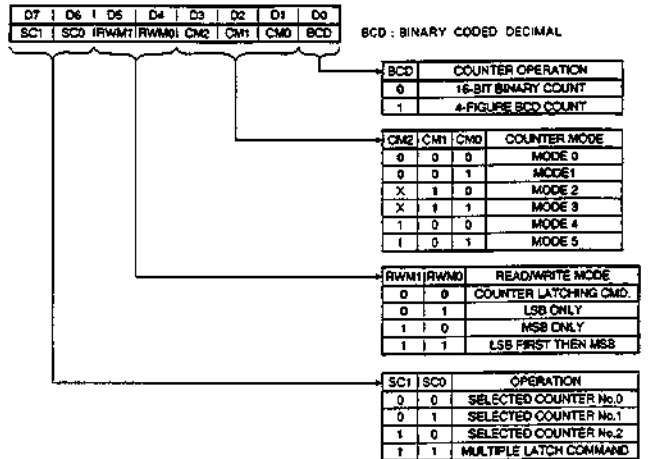 D7 D6 D5 D4 D3 D2 D1 D0
SC1 SC0 RWM1 RWM0 CM2 CM1 CM0 BCD
BCD : BINARY CODED DECIMAL
BCD COUNTER OPERATION
0 16-BIT BINARY COUNT
1 4-FIGURE BCD COUNT
CM2 CM1 CM0 COUNTER MODE
0 0 0 MODE 0
0 0 1 MODE1
X 1 0 MODE 2
X 1 1 MODE 3
1 0 0 MODE 4
1 0 1 MODE 5
RWM1 RWM0 READ/WRITE MODE
0 0 COUNTER LATCHING CMD.
0 1 LSB ONLY
1 0 MSB ONLY
1 1 LSB FIRST THEN MSB
SC1 SC0 OPERATION
0 0 SELECTED COUNTER No.0
0 1 SELECTED COUNTER No.1
1 0 SELECTED COUNTER No.2
1 1 MULTIPLE LATCH COMMAND